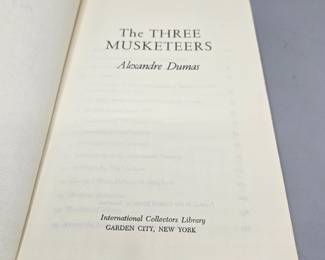 The THREE
MUSKETEERS
Alexandre Dumas
International Collectors Library
GARDEN CITY, NEW YORK